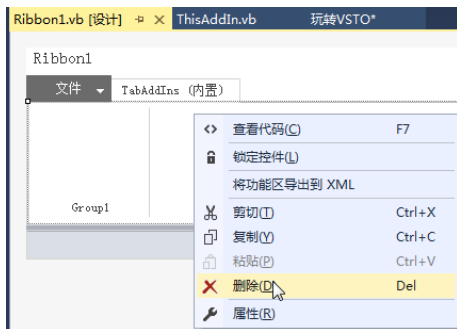 Ribbon1.vb [设计] ThisAddIn.vb 玩转VSTO*
Ribbon1
文件 TabAddIns (内置)
查看代码(C) F7
锁定控件(L)
将功能区导出到 XML
Group1
剪切(T) Ctrl+X
复制(Y) Ctrl+C
粘贴(P) Ctrl+V
删除(D) Del
属性(R)